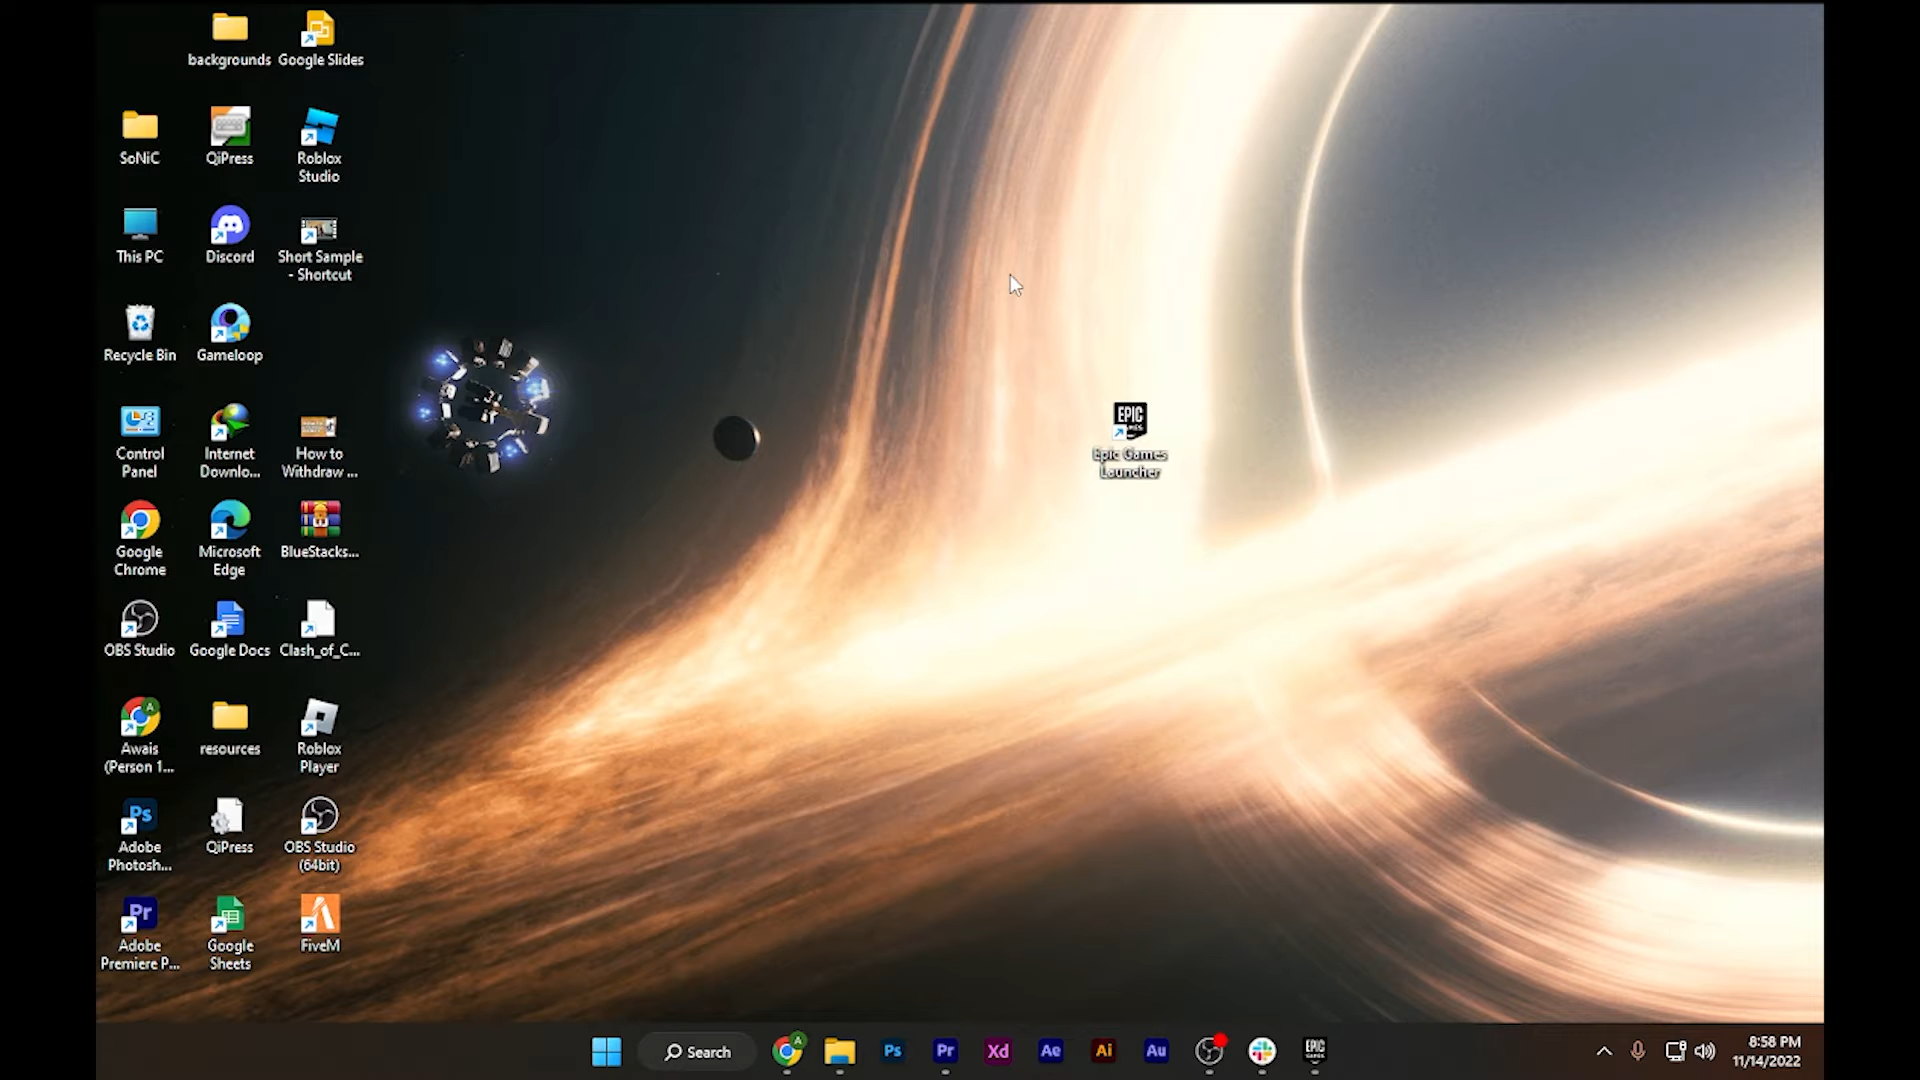 backgrounds
Google Slides
SoNiC
QiPress
Roblox
Studio
This PC
Discord
Short Sample
- Shortcut
Recycle Bin
Gameloop
Control
Panel
Internet
Downlo...
How to
Withdraw ...
Google
Chrome
Microsoft
Edge
BlueStacks...
OBS Studio
Google Docs
Clash_of_C...
Awais
(Person 1...
resources
Roblox
Player
Ps
Adobe
Photosh...
QiPress
OBS Studio
(64bit)
Pr
Adobe
Premiere P...
Google
Sheets
FiveM
EPIC
Epic Games
Launcher
Search
A
Ps
Pr
Xd
Ae
Ai
Au
EPIC
8:58 PM
11/14/2022